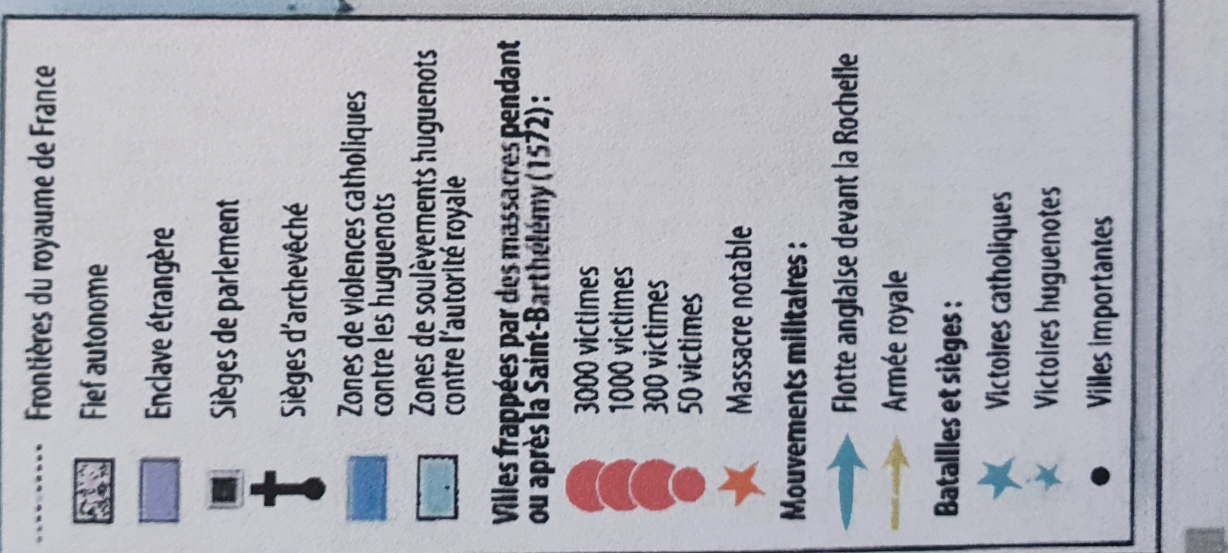 Frontières du royaume de France
Fief autonome
Enclave étrangère
Sièges de parlement
Sièges d'archevêché
Zones de violences catholiques
contre les huguenots
Zones de soulèvements huguenots
contre l'autorité royale
Villes frappées par des massacres pendant
ou après la Saint-Barthélémy (1572) :
3000 victimes
1000 victimes
300 victimes
50 victimes
Massacre notable
Mouvements militaires :
Flotte anglaise devant la Rochelle
Armée royale
Batailles et sièges :
Victoires catholiques
Victoires huguenotes
Villes Importantes